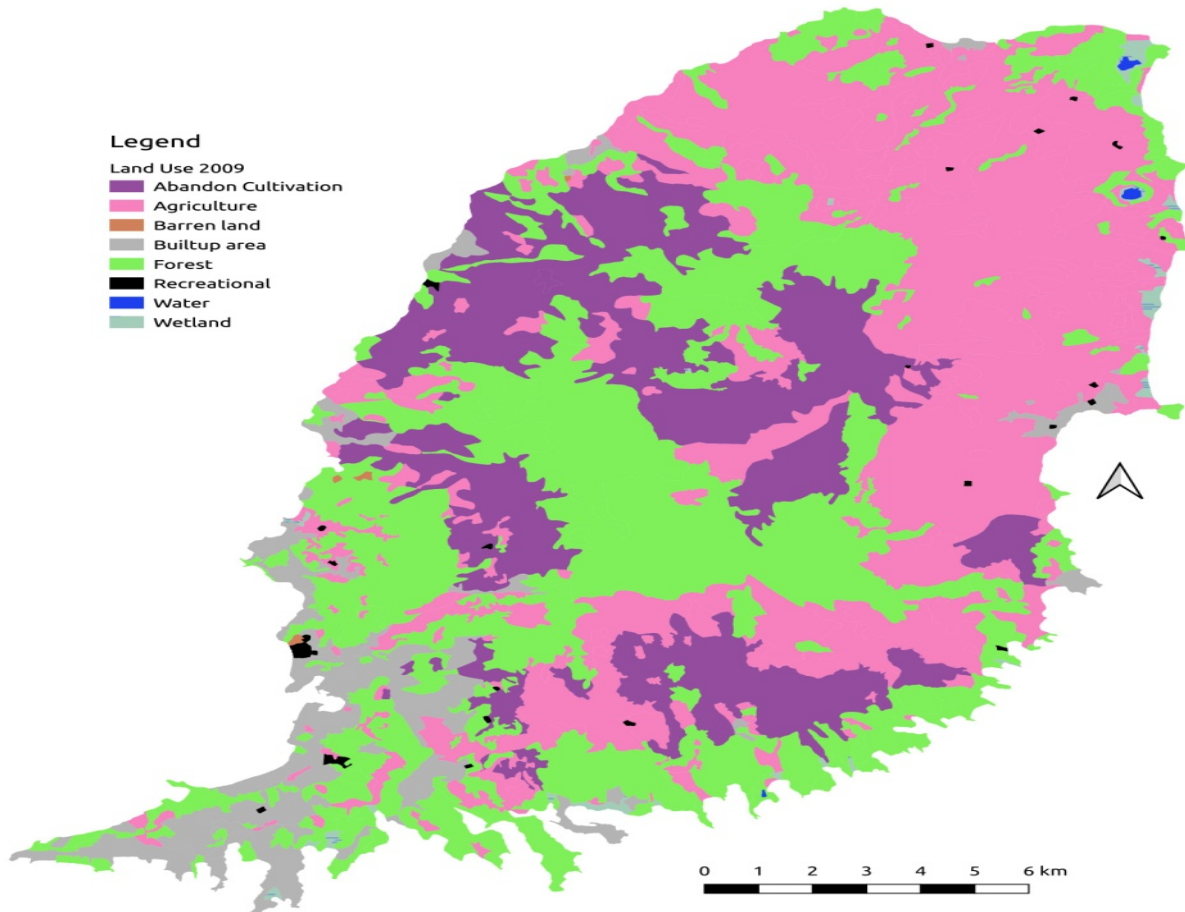 Legend
Land Use 2009
Abandon Cultivation
Agriculture
Barren land
Builtup area
Forest
Recreational
Water
Wetland
0 1 2 3 4 5 6 km